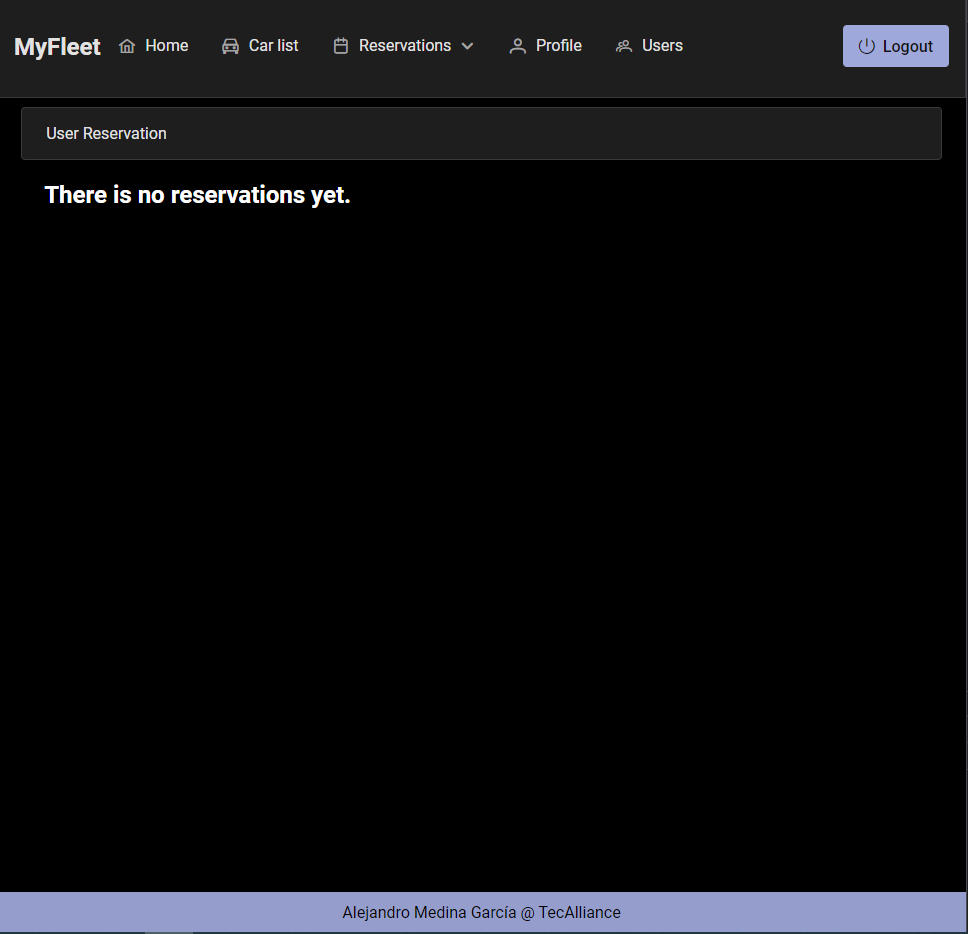 MyFleet Home Car list Reservations Profile Users Logout
User Reservation
There is no reservations yet.
Alejandro Medina García @ TecAlliance